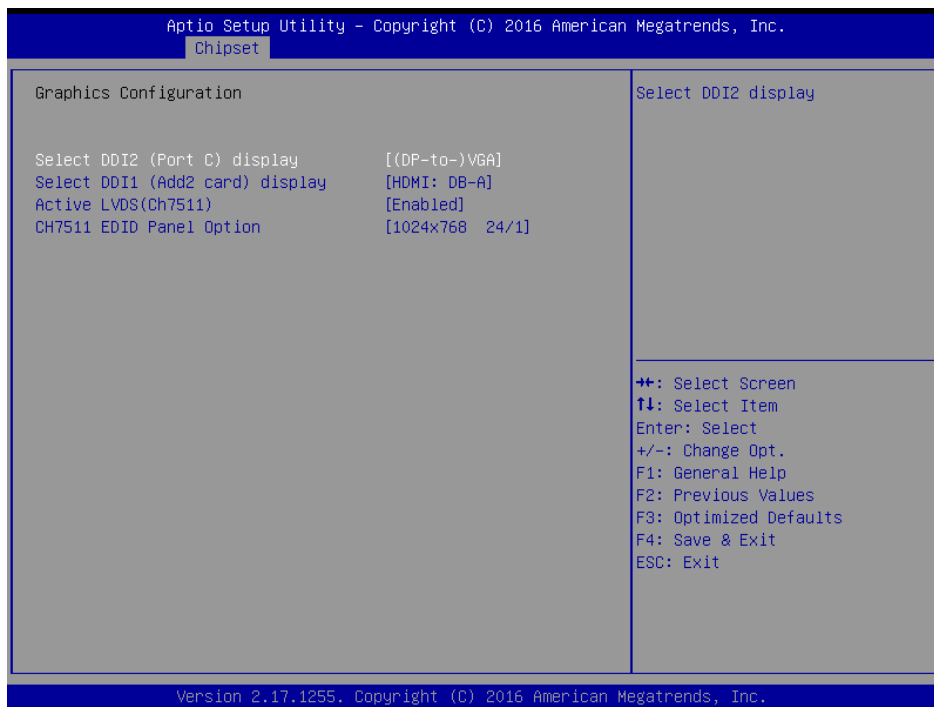 Aptio Setup Utility – Copyright (C) 2016 American Megatrends, Inc.
Chipset
Graphics Configuration
Select DDI2 (Port C) display [(DP-to-)VGA]
Select DDI1 (Add2 card) display [HDMI: DB-A]
Active LVDS(Ch7511) [Enabled]
CH7511 EDID Panel Option [1024x768 24/1]
Select DDI2 display
→←: Select Screen
↑↓: Select Item
Enter: Select
+/-: Change Opt.
F1: General Help
F2: Previous Values
F3: Optimized Defaults
F4: Save & Exit
ESC: Exit
Version 2.17.1255. Copyright (C) 2016 American Megatrends, Inc.